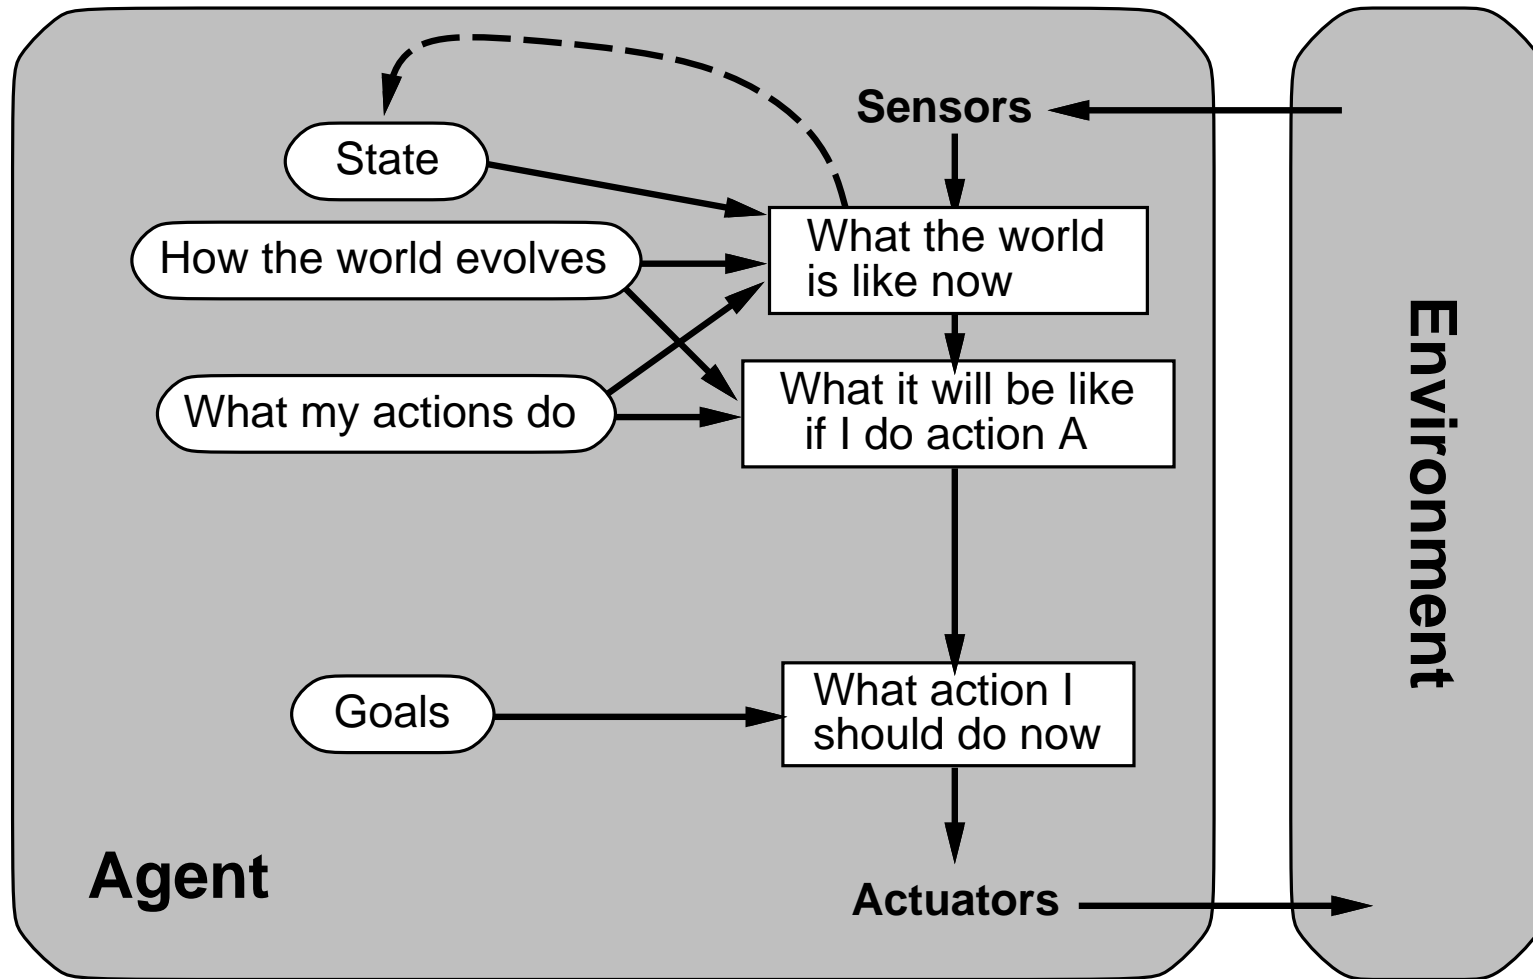 Sensors
State
What the world
is like now
How the world evolves
What it will be like
if I do action A
What my actions do
Environment
What action I
should do now
Goals
Agent
Actuators